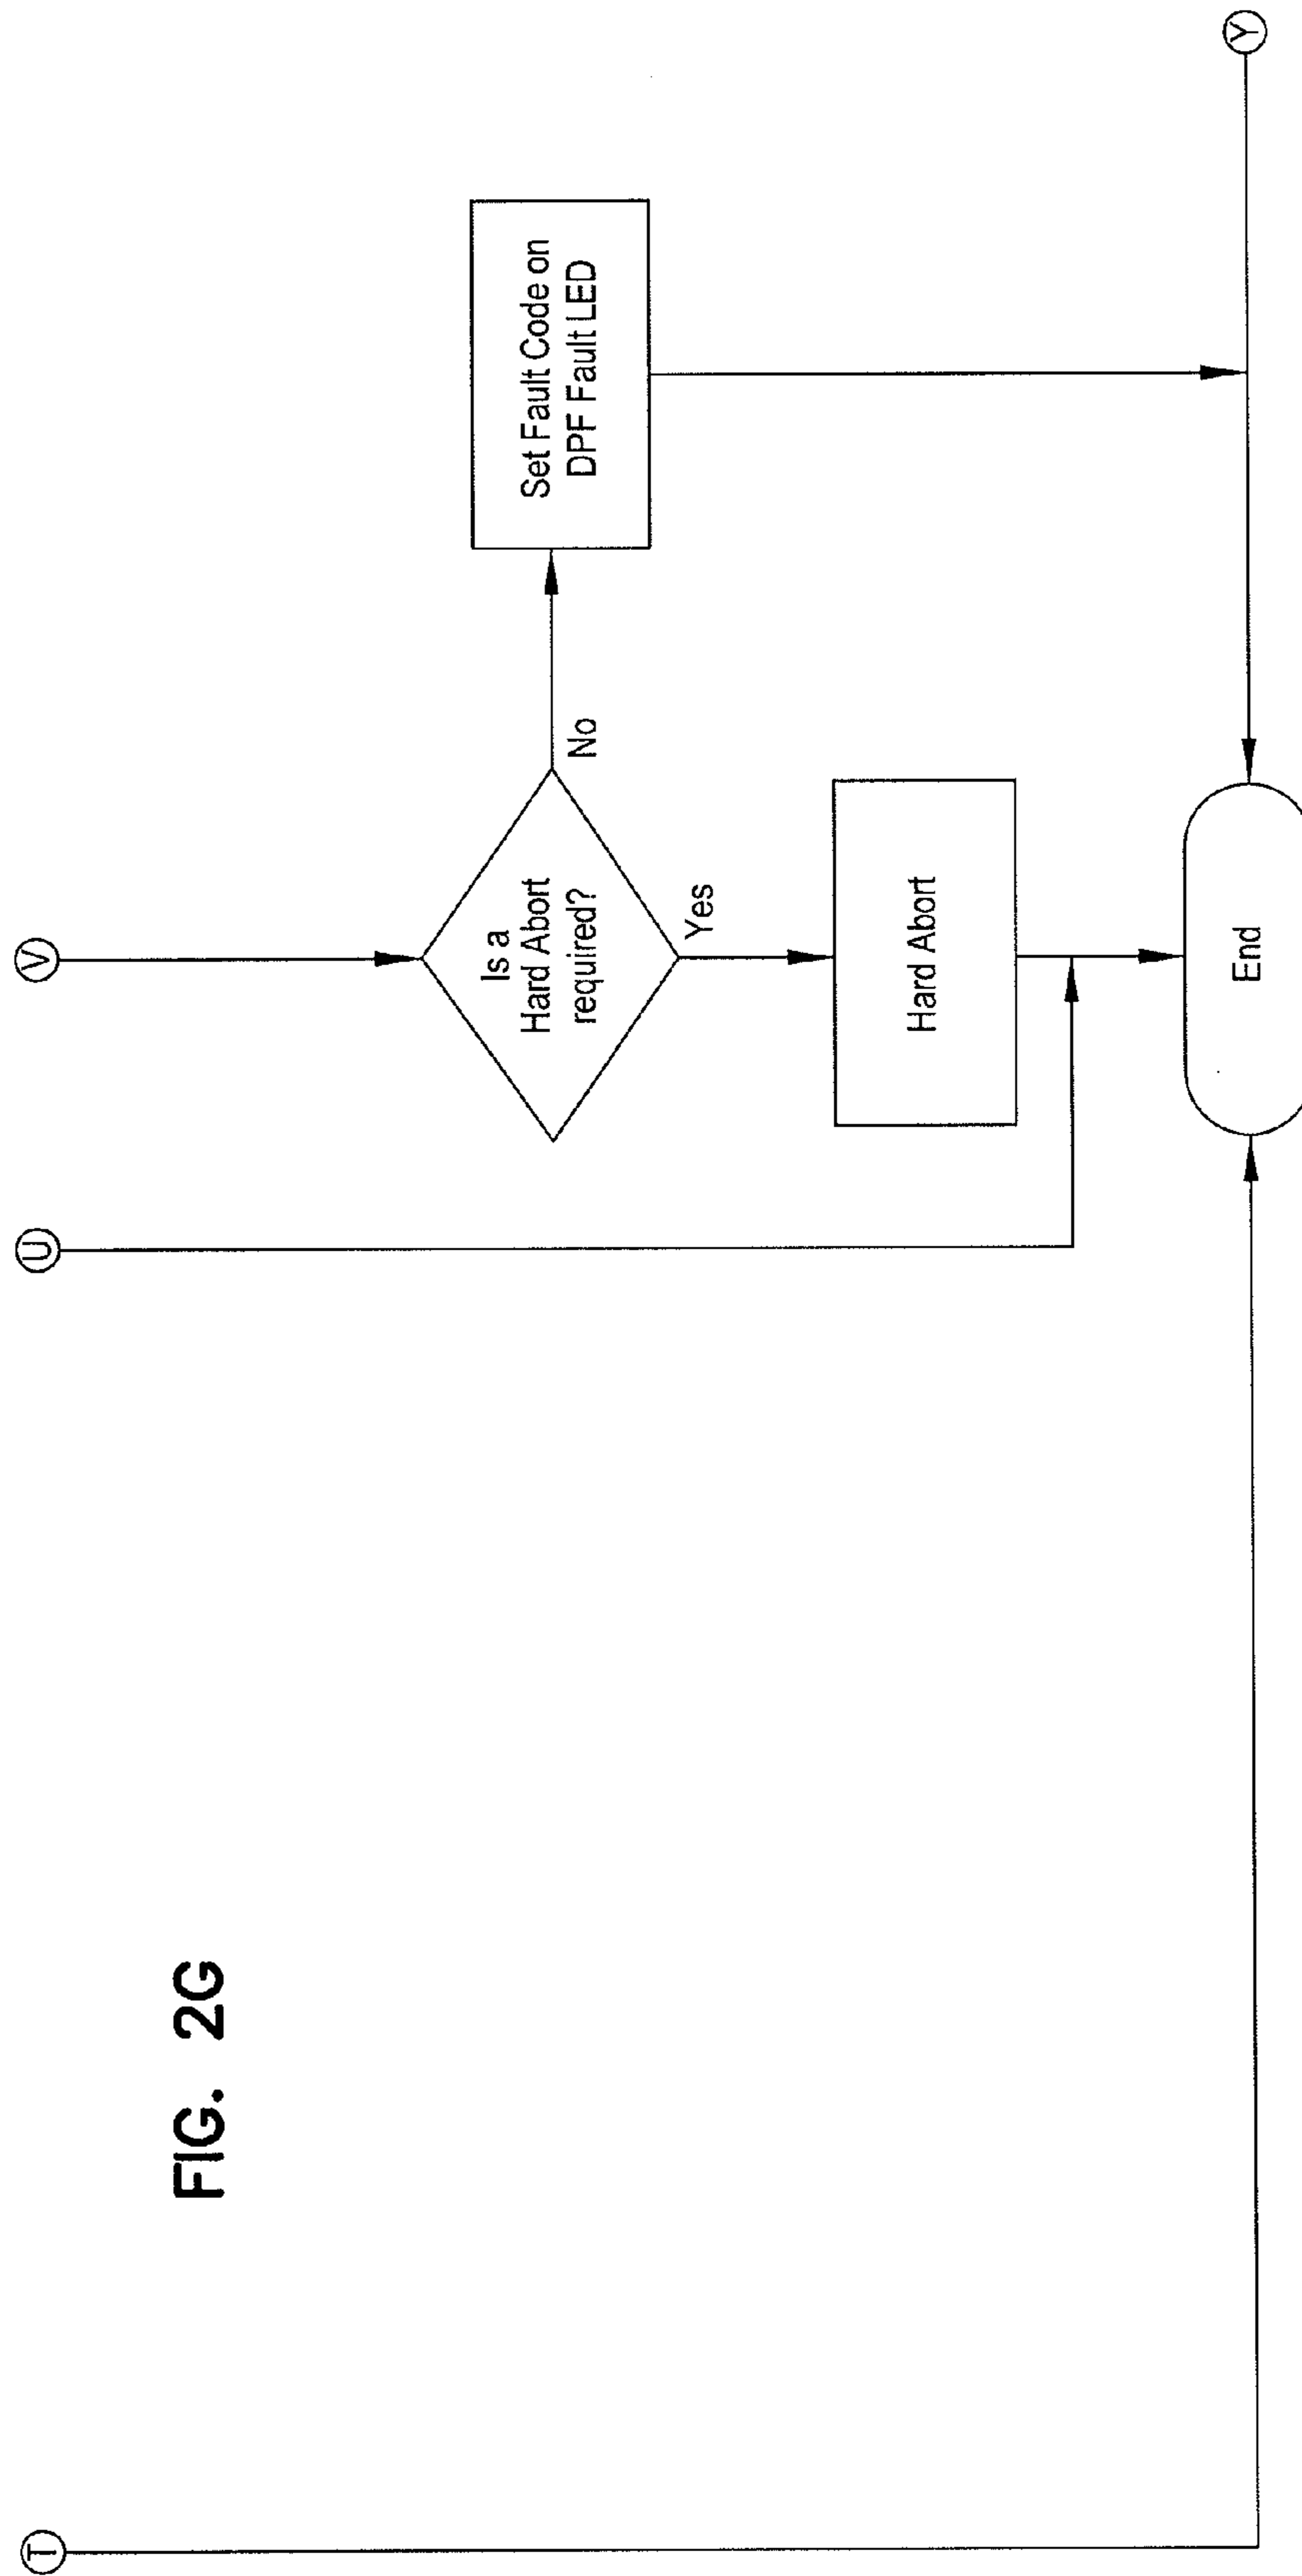 T
U
V
Is a
Hard Abort
required?
No
Set Fault Code on
DPF Fault LED
Yes
Hard Abort
End
Y
FIG. 2G